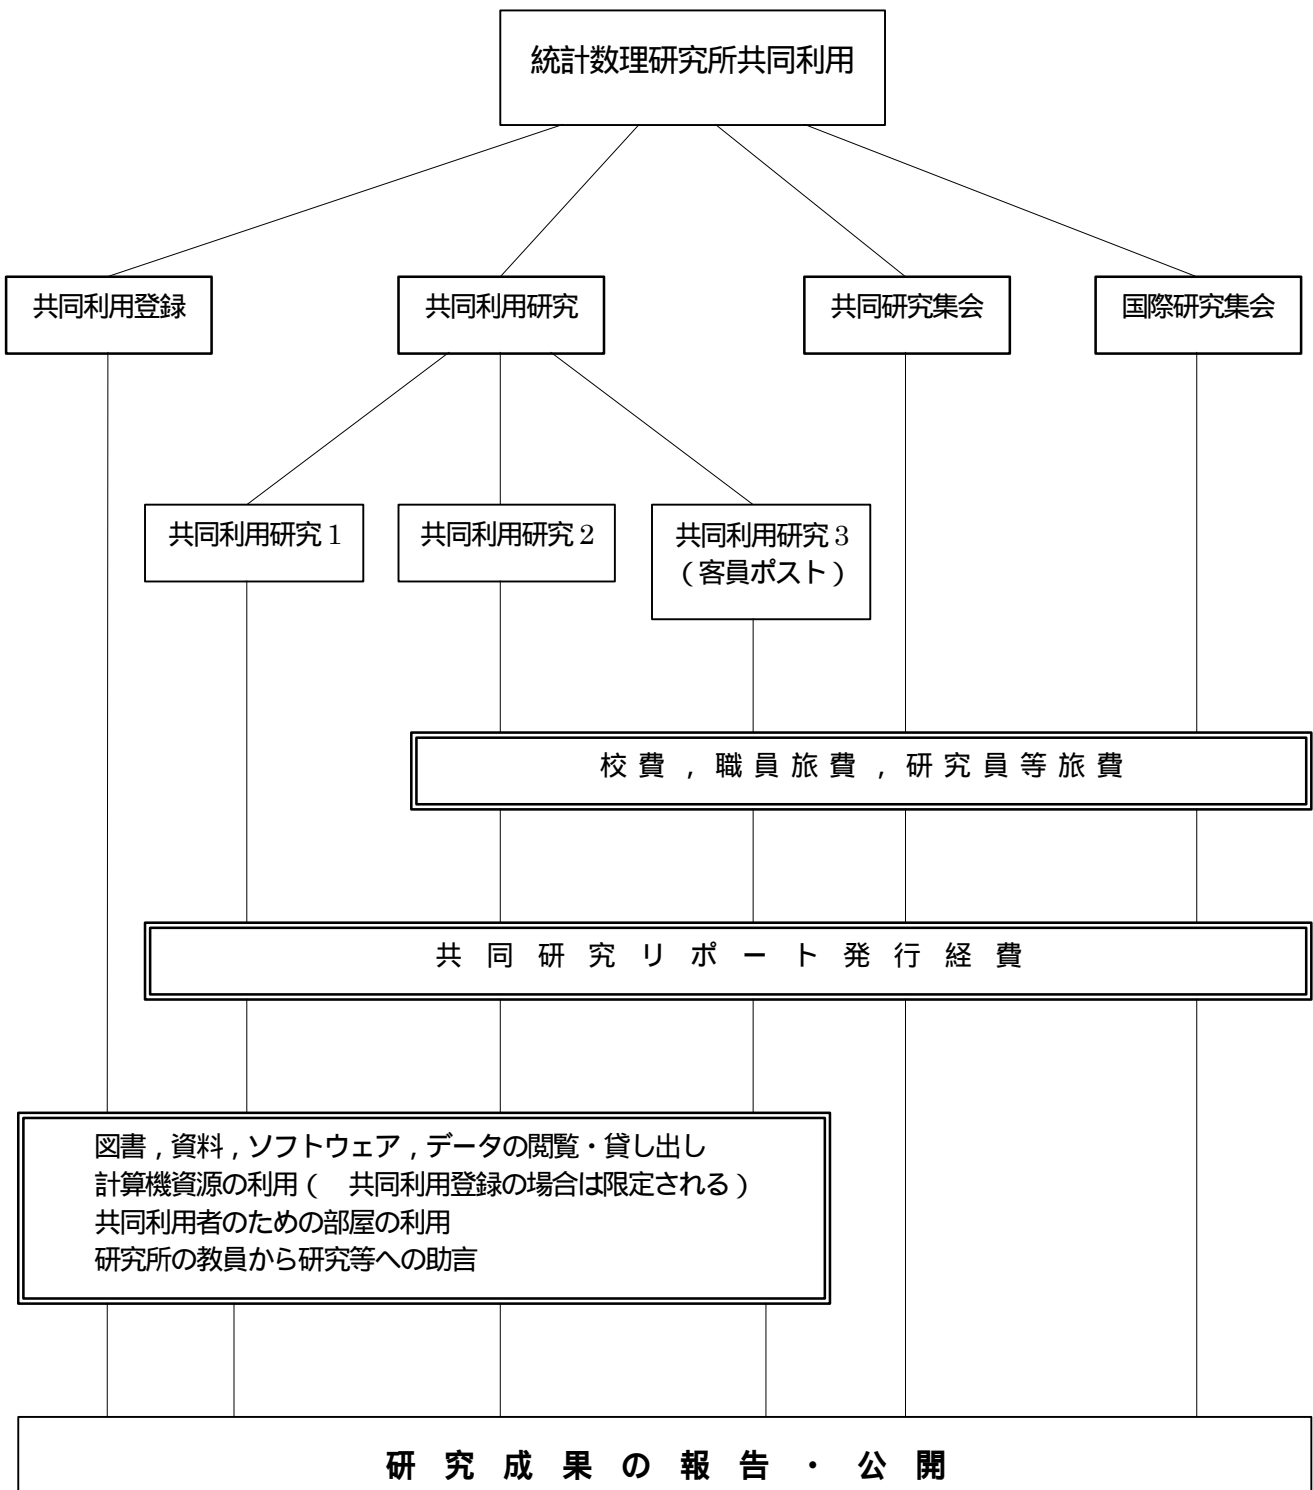 統計数理研究所共同利用
共同利用登録
共同利用研究
共同研究集会
国際研究集会
共同利用研究1
共同利用研究2
共同利用研究3
(客員ポスト)
校費,職員旅費,研究員等旅費
共同研究リポート発行経費
図書,資料,ソフトウェア,データの閲覧・貸し出し
計算機資源の利用( 共同利用登録の場合は限定される)
共同利用者のための部屋の利用
研究所の教員から研究等への助言
研究成果の報告・公開